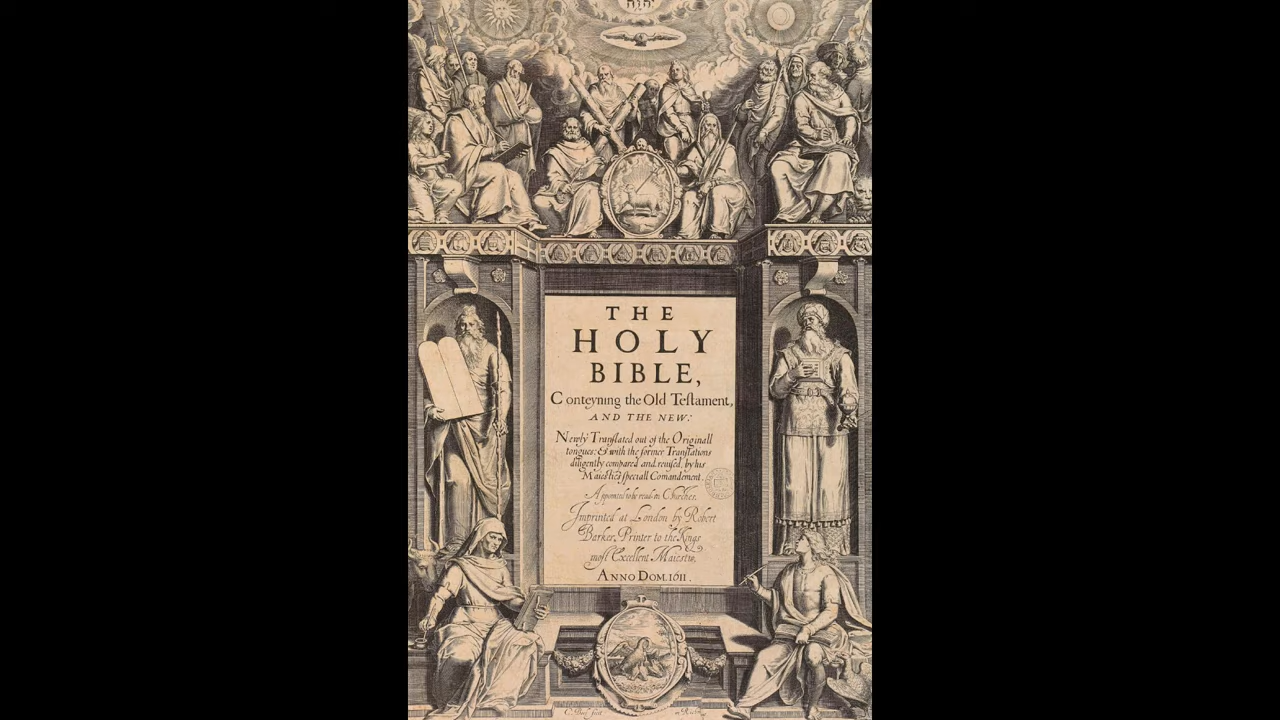 יהוה
THE
HOLY
BIBLE,
Conteyning the Old Teſtament,
AND THE NEW:
Newly Tranſlated out of the Originall
tongues: & with the former Tranſlations
diligently compared and reuiſed, by his
Maieſties ſpeciall Comandement.
Appointed to be read in Churches.
Imprinted at London by Robert
Barker, Printer to the Kings
moſt Excellent Maieſtie.
ANNO DOM. 1611.